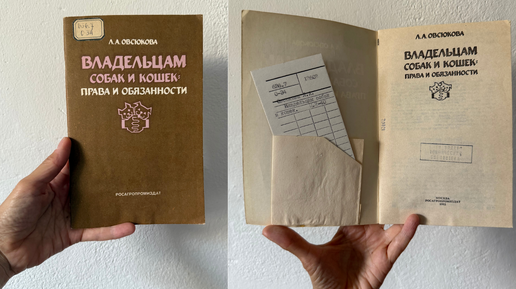 Л.А.ОВСЮКОВА
ВЛАДЕЛЬЦАМ
СОБАК И КОШЕК:
ПРАВА И ОБЯЗАННОСТИ
РОСАГРОПРОМИЗДАТ
Л.А.ОВСЮКОВА
ВЛАДЕЛЬЦАМ
СОБАК И КОШЕК:
ПРАВА И ОБЯЗАННОСТИ
МОСКВА
РОСАГРОПРОМИЗДАТ